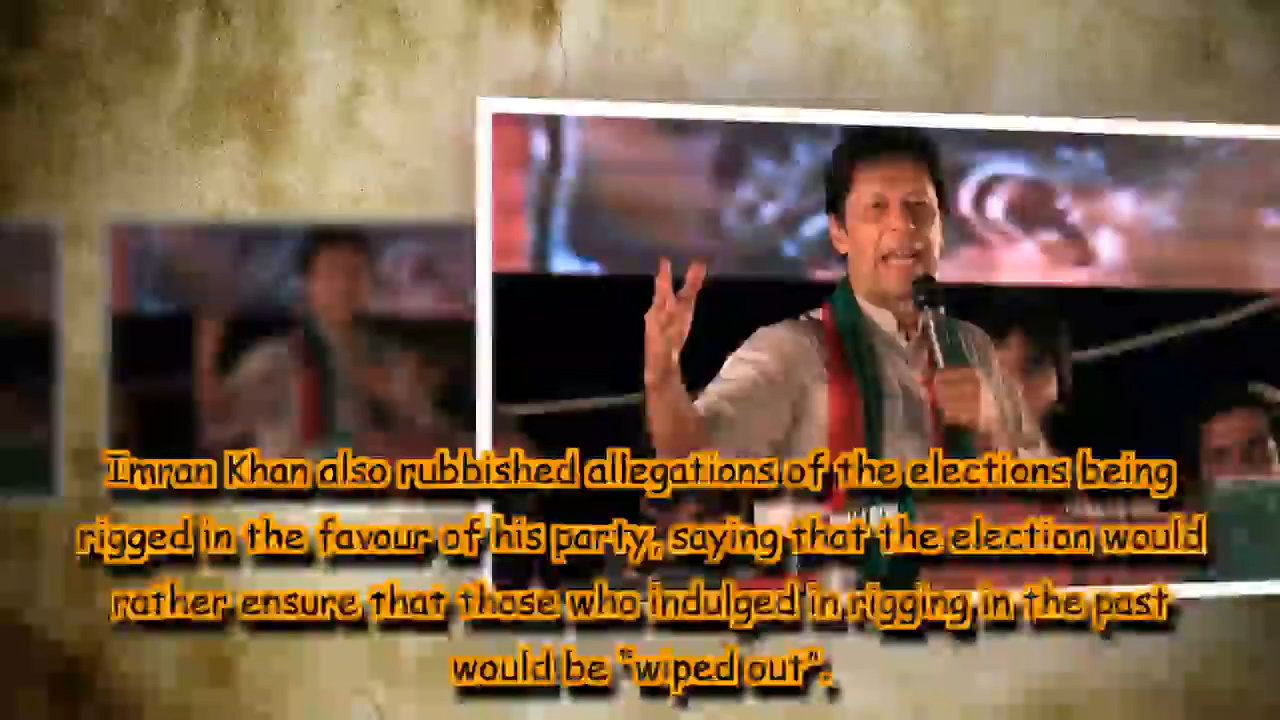 Imran Khan also rubbished allegations of the elections being
rigged in the favour of his party, saying that the election would
rather ensure that those who indulged in rigging in the past
would be "wiped out".